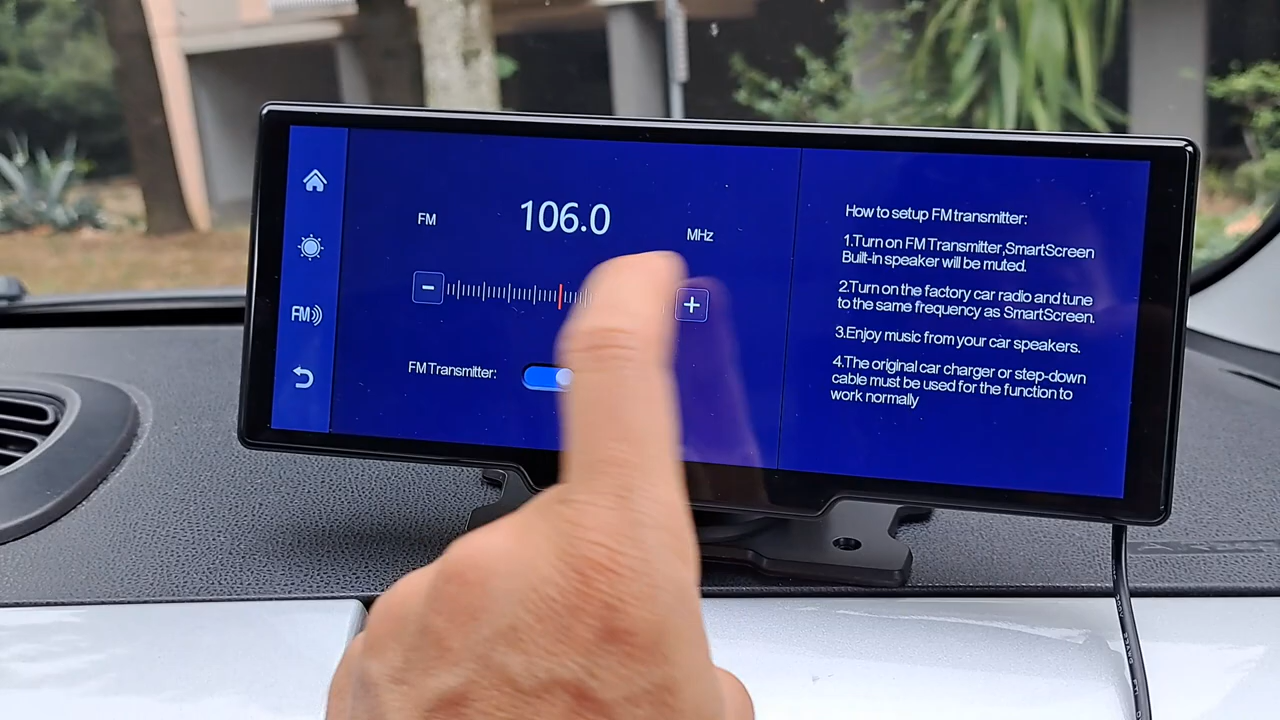 106.0
FM
MHz
-
+
FM
FM Transmitter:
How to setup FM transmitter:
1.Turn on FM Transmitter,SmartScreen
Built-in speaker will be muted.
2.Turn on the factory car radio and tune
to the same frequency as SmartScreen.
3.Enjoy music from your car speakers.
4.The original car charger or step-down
cable must be used for the function to
work normally